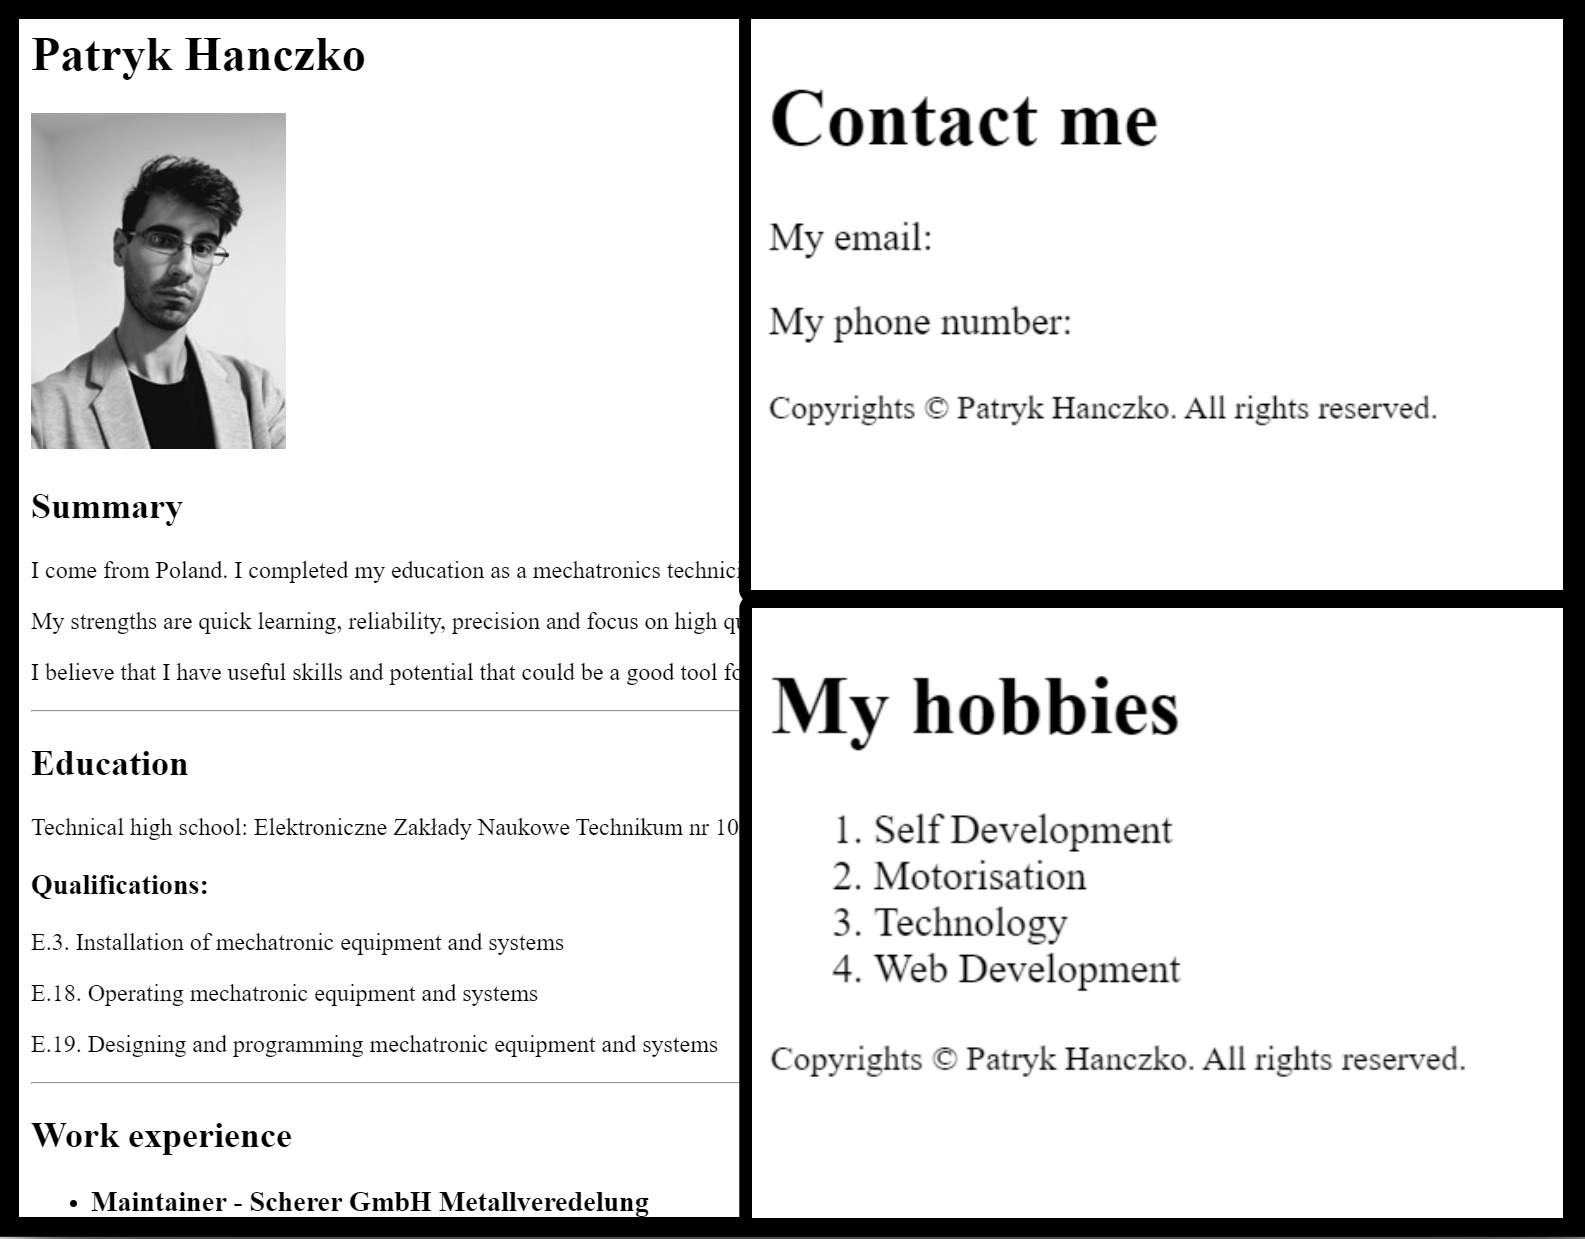 Patryk Hanczko
Summary
I come from Poland. I completed my education as a mechatronics technici
My strengths are quick learning, reliability, precision and focus on high qu
I believe that I have useful skills and potential that could be a good tool fo
Education
Technical high school: Elektroniczne Zakłady Naukowe Technikum nr 10
Qualifications:
E.3. Installation of mechatronic equipment and systems
E.18. Operating mechatronic equipment and systems
E.19. Designing and programming mechatronic equipment and systems
Work experience
• Maintainer - Scherer GmbH Metallveredelung
Contact me
My email:
My phone number:
Copyrights © Patryk Hanczko. All rights reserved.
My hobbies
1. Self Development
2. Motorisation
3. Technology
4. Web Development
Copyrights © Patryk Hanczko. All rights reserved.